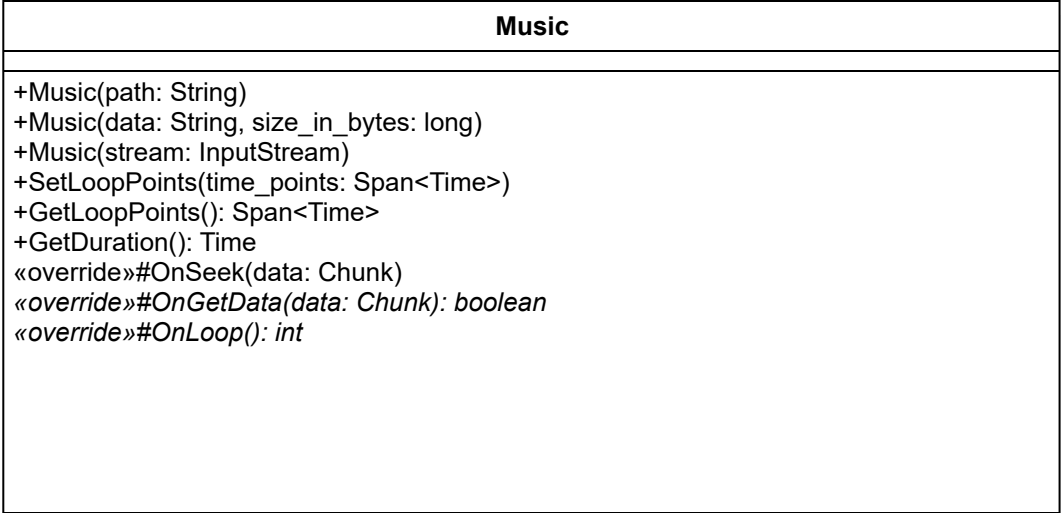 Music
+Music(path: String)
+Music(data: String, size_in_bytes: long)
+Music(stream: InputStream)
+SetLoopPoints(time_points: Span<Time>)
+GetLoopPoints(): Span<Time>
+GetDuration(): Time
«override»#OnSeek(data: Chunk)
«override»#OnGetData(data: Chunk): boolean
«override»#OnLoop(): int